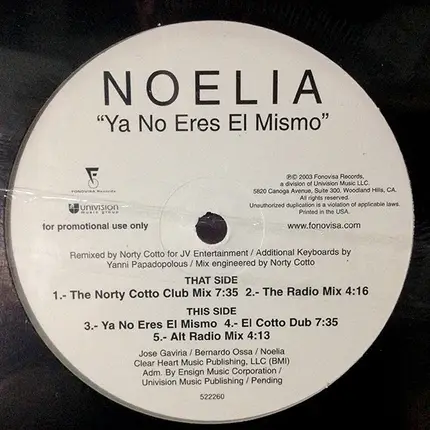 NOELIA
"Ya No Eres El Mismo"
FONOVISA Records
UNIVISION
music group
for promotional use only
℗© 2003 Fonovisa Records,
a division of Univision Music LLC.
5820 Canoga Avenue, Suite 300, Woodland Hills, CA.
All rights reserved.
Unauthorized duplication is a violation of applicable laws.
Printed in the USA.
www.fonovisa.com
Remixed by Norty Cotto for JV Entertainment / Additional Keyboards by
Yanni Papadopolous / Mix engineered by Norty Cotto
THAT SIDE
1.- The Norty Cotto Club Mix 7:35 2.- The Radio Mix 4:16
THIS SIDE
3.- Ya No Eres El Mismo 4.- El Cotto Dub 7:35
5.- Alt Radio Mix 4:13
Jose Gaviria / Bernardo Ossa / Noelia
Clear Heart Music Publishing, LLC (BMI)
Adm. By Ensign Music Corporation /
Univision Music Publishing / Pending
522260